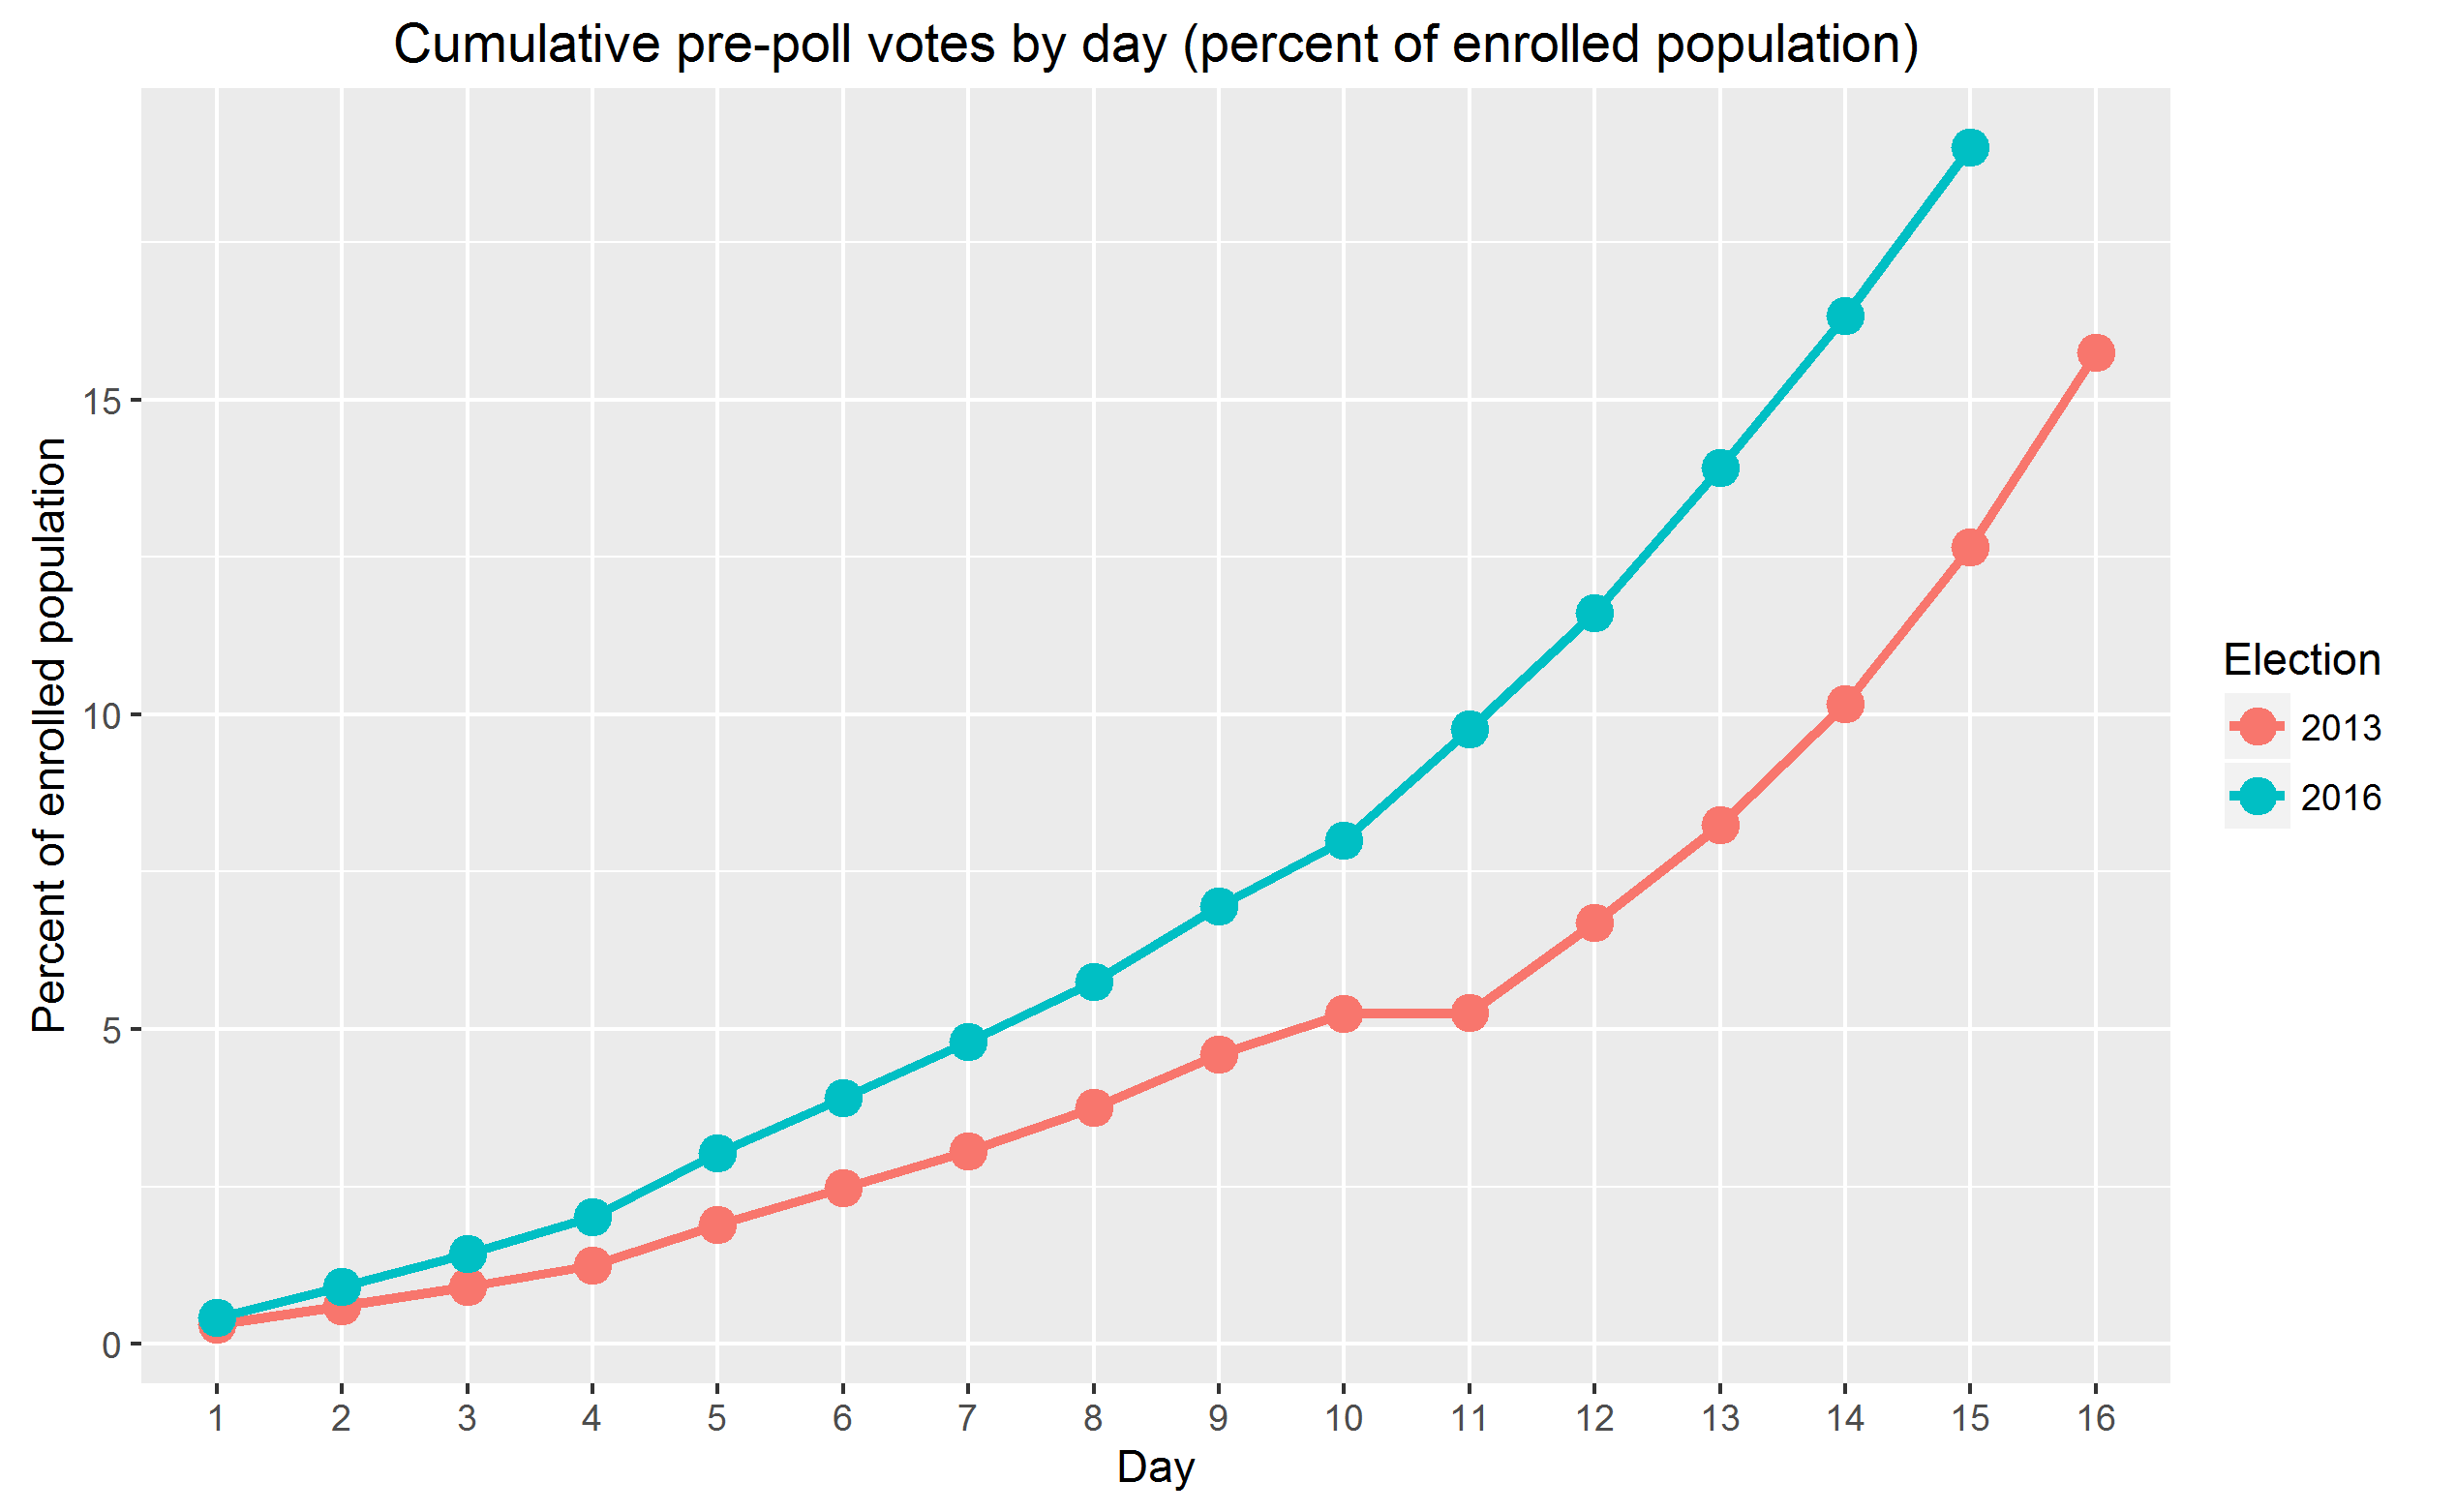 Cumulative pre-poll votes by day (percent of enrolled population)
Percent of enrolled population
15
10
5
0
1 2 3 4 5 6 7 8 9 10 11 12 13 14 15 16
Day
Election
2013
2016